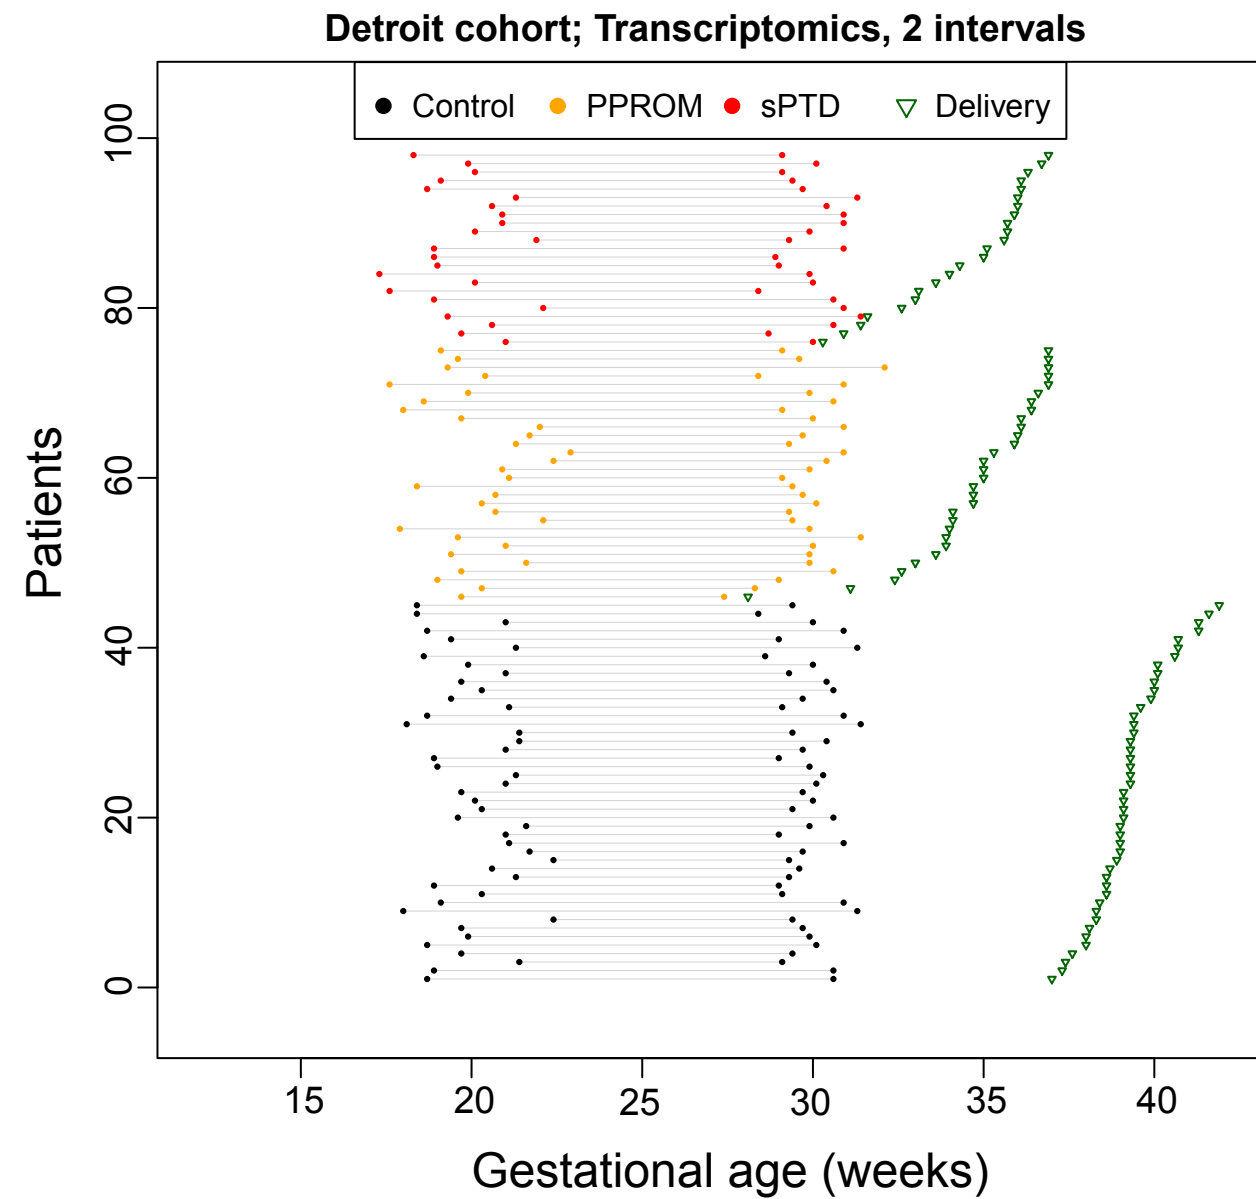 Detroit cohort; Transcriptomics, 2 intervals
Control PPROM sPTD Delivery
100
80
60
40
20
0
Patients
15 20 25 30 35 40
Gestational age (weeks)